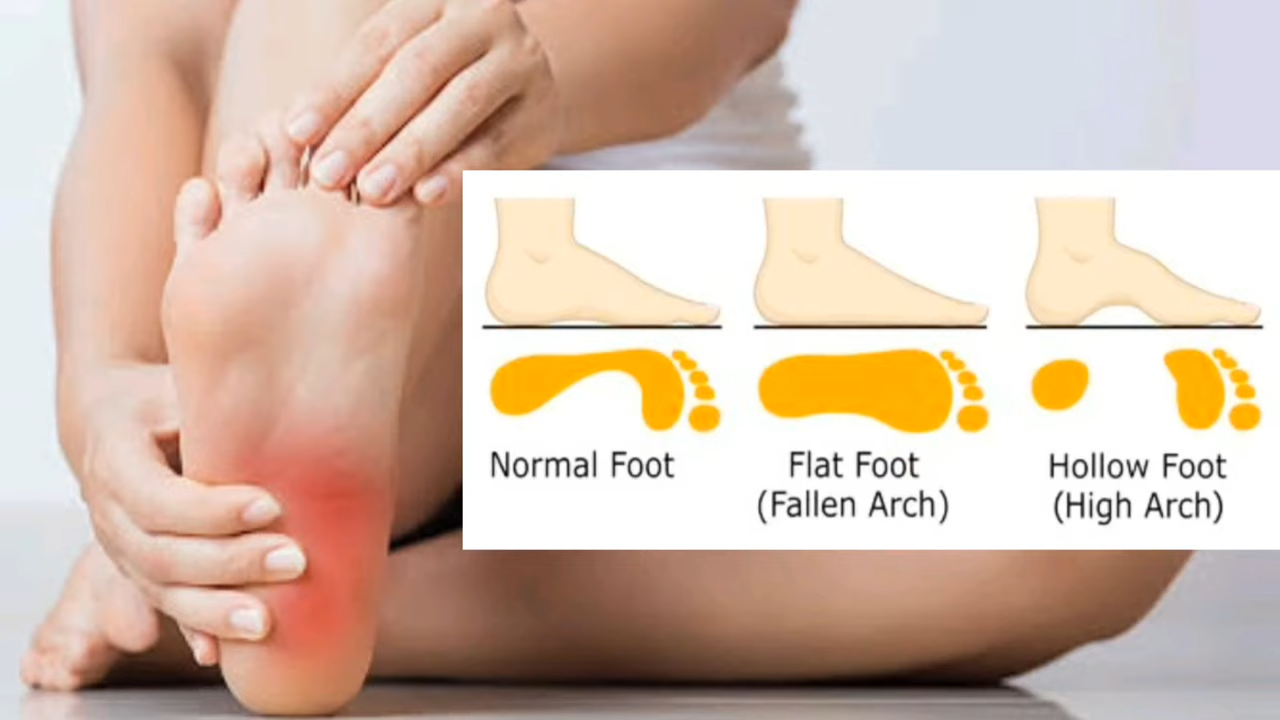 Normal Foot
Flat Foot
(Fallen Arch)
Hollow Foot
(High Arch)